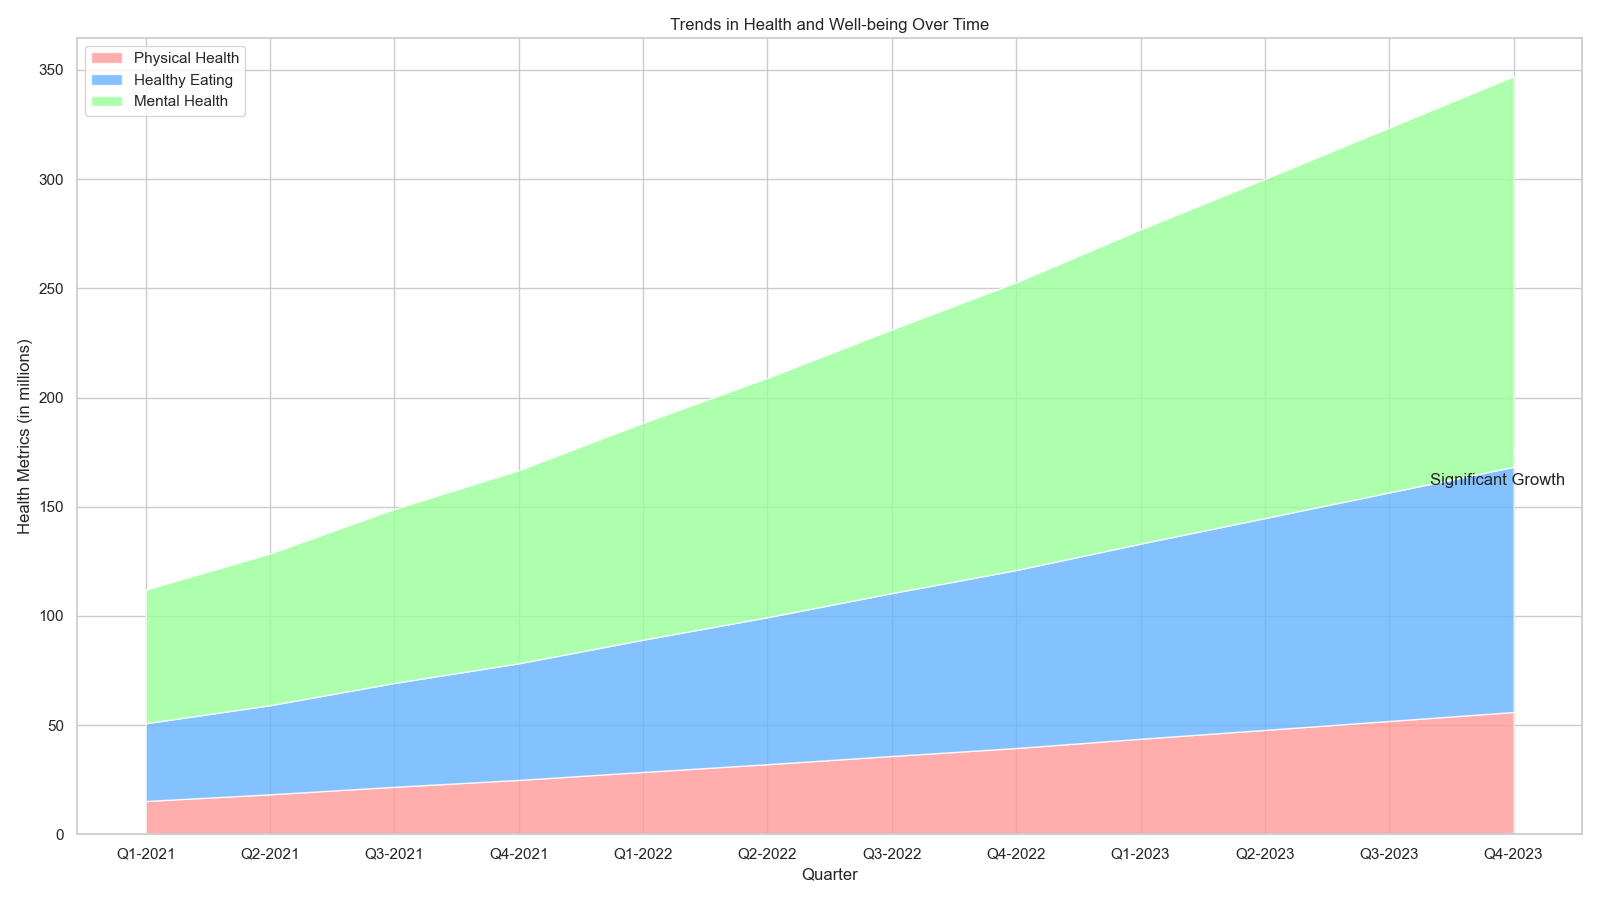 Trends in Health and Well-being Over Time
Physical Health
Healthy Eating
Mental Health
Health Metrics (in millions)
350
300
250
200
150
100
50
0
Significant Growth
Q1-2021 Q2-2021 Q3-2021 Q4-2021 Q1-2022 Q2-2022 Q3-2022 Q4-2022 Q1-2023 Q2-2023 Q3-2023 Q4-2023
Quarter